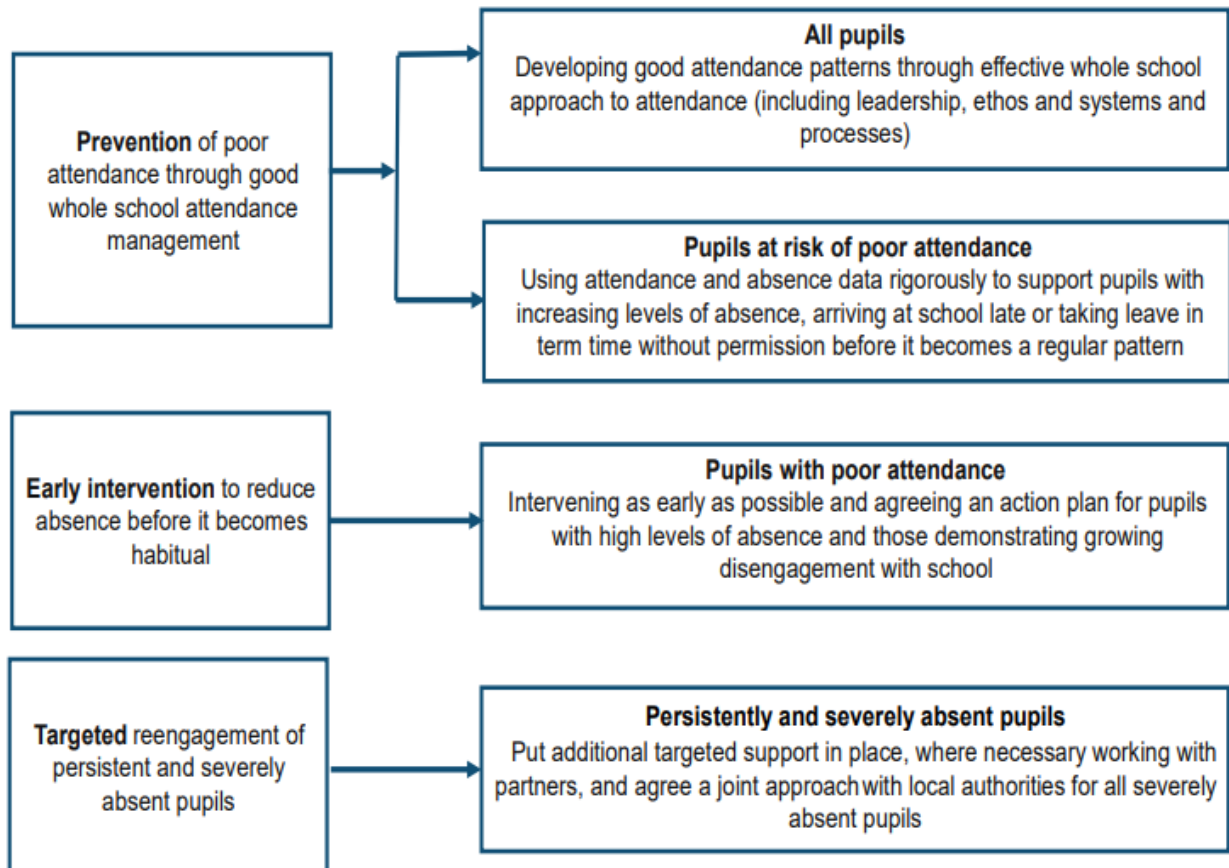 Prevention of poor
attendance through good
whole school attendance
management
All pupils
Developing good attendance patterns through effective whole school
approach to attendance (including leadership, ethos and systems and
processes)
Pupils at risk of poor attendance
Using attendance and absence data rigorously to support pupils with
increasing levels of absence, arriving at school late or taking leave in
term time without permission before it becomes a regular pattern
Early intervention to reduce
absence before it becomes
habitual
Pupils with poor attendance
Intervening as early as possible and agreeing an action plan for pupils
with high levels of absence and those demonstrating growing
disengagement with school
Targeted reengagement of
persistent and severely
absent pupils
Persistently and severely absent pupils
Put additional targeted support in place, where necessary working with
partners, and agree a joint approach with local authorities for all severely
absent pupils